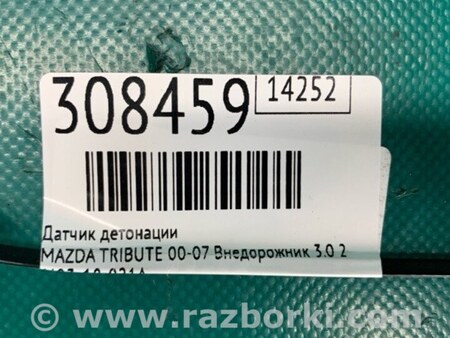 308459
14252
Датчик детонации
MAZDA TRIBUTE 00-07 Внедорожник 3.0 2
www.razborki.com